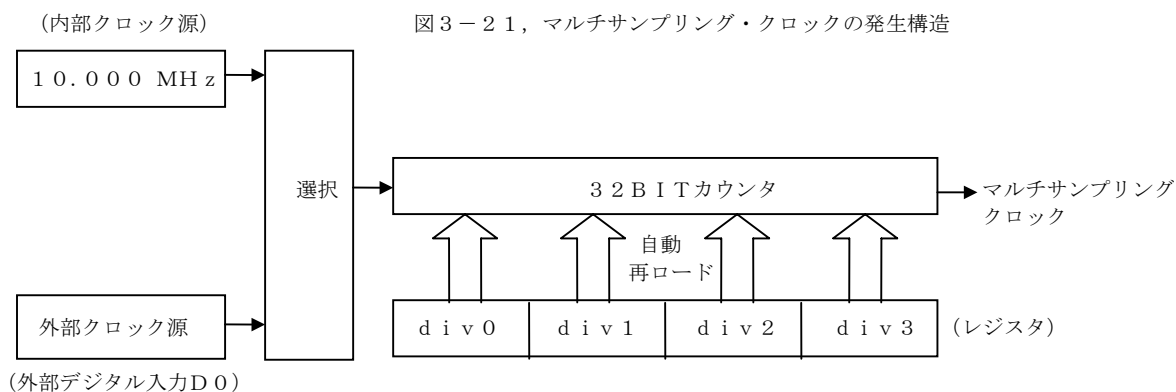 図３－２１，マルチサンプリング・クロックの発生構造
（内部クロック源）
１０．０００ ＭＨｚ
選択
３２ＢＩＴカウンタ
マルチサンプリング
クロック
自動
再ロード
外部クロック源
ｄｉｖ０
ｄｉｖ１
ｄｉｖ２
ｄｉｖ３
（レジスタ）
（外部デジタル入力Ｄ０）